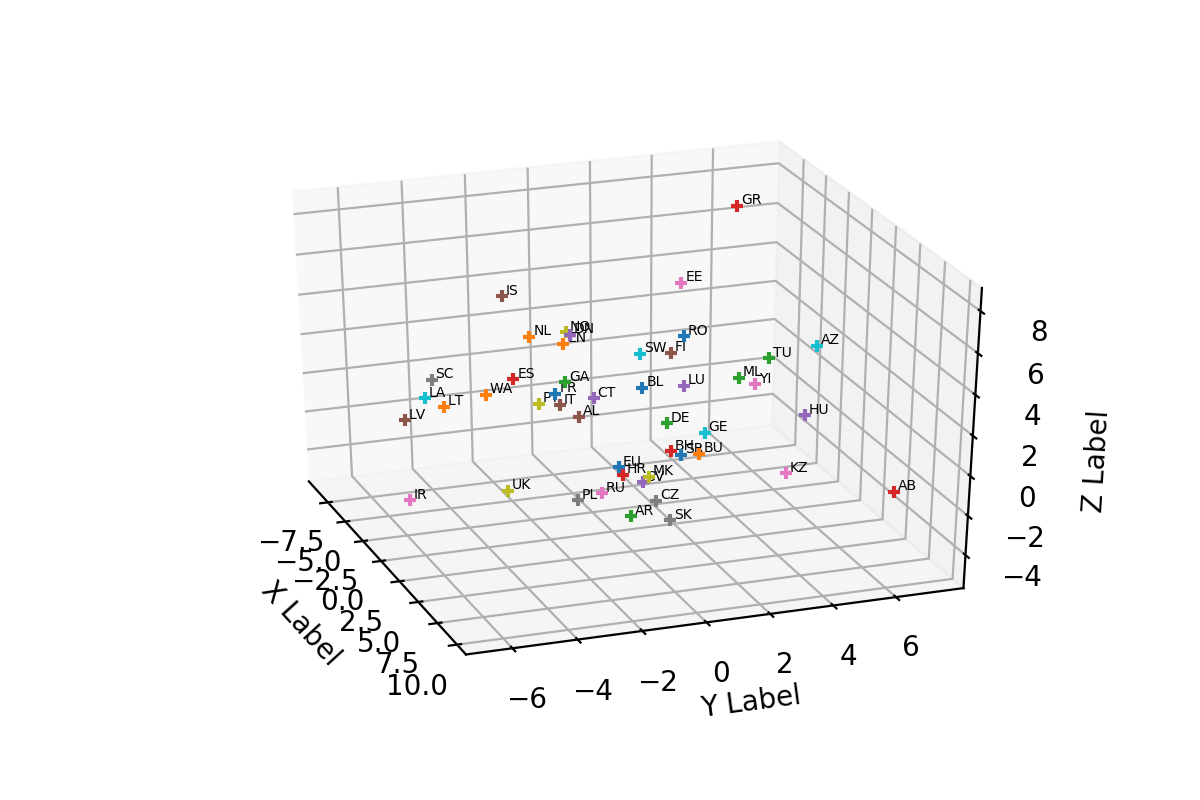 GR
EE
IS
NO
DN
EN
NL
RO
SW
FI
AZ
TU
SC
ES
GA
ML
YI
LA
LT
WA
FR
IT
CT
BL
LU
LV
AL
HU
DE
GE
BH
SR
BU
EU
HR
MK
KZ
IR
UK
PL
RU
CZ
AB
AR
SK
8
6
4
2
0
−2
−4
Z Label
−7.5
−5.0
−2.5
0.0
2.5
5.0
7.5
10.0
X Label
−6
−4
−2
0
2
4
6
Y Label